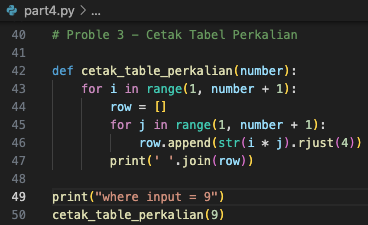 part4.py > ...
40 # Proble 3 - Cetak Tabel Perkalian
41
42 def cetak_table_perkalian(number):
43     for i in range(1, number + 1):
44         row = []
45         for j in range(1, number + 1):
46             row.append(str(i * j).rjust(4))
47         print(' '.join(row))
48
49 print("where input = 9")
50 cetak_table_perkalian(9)